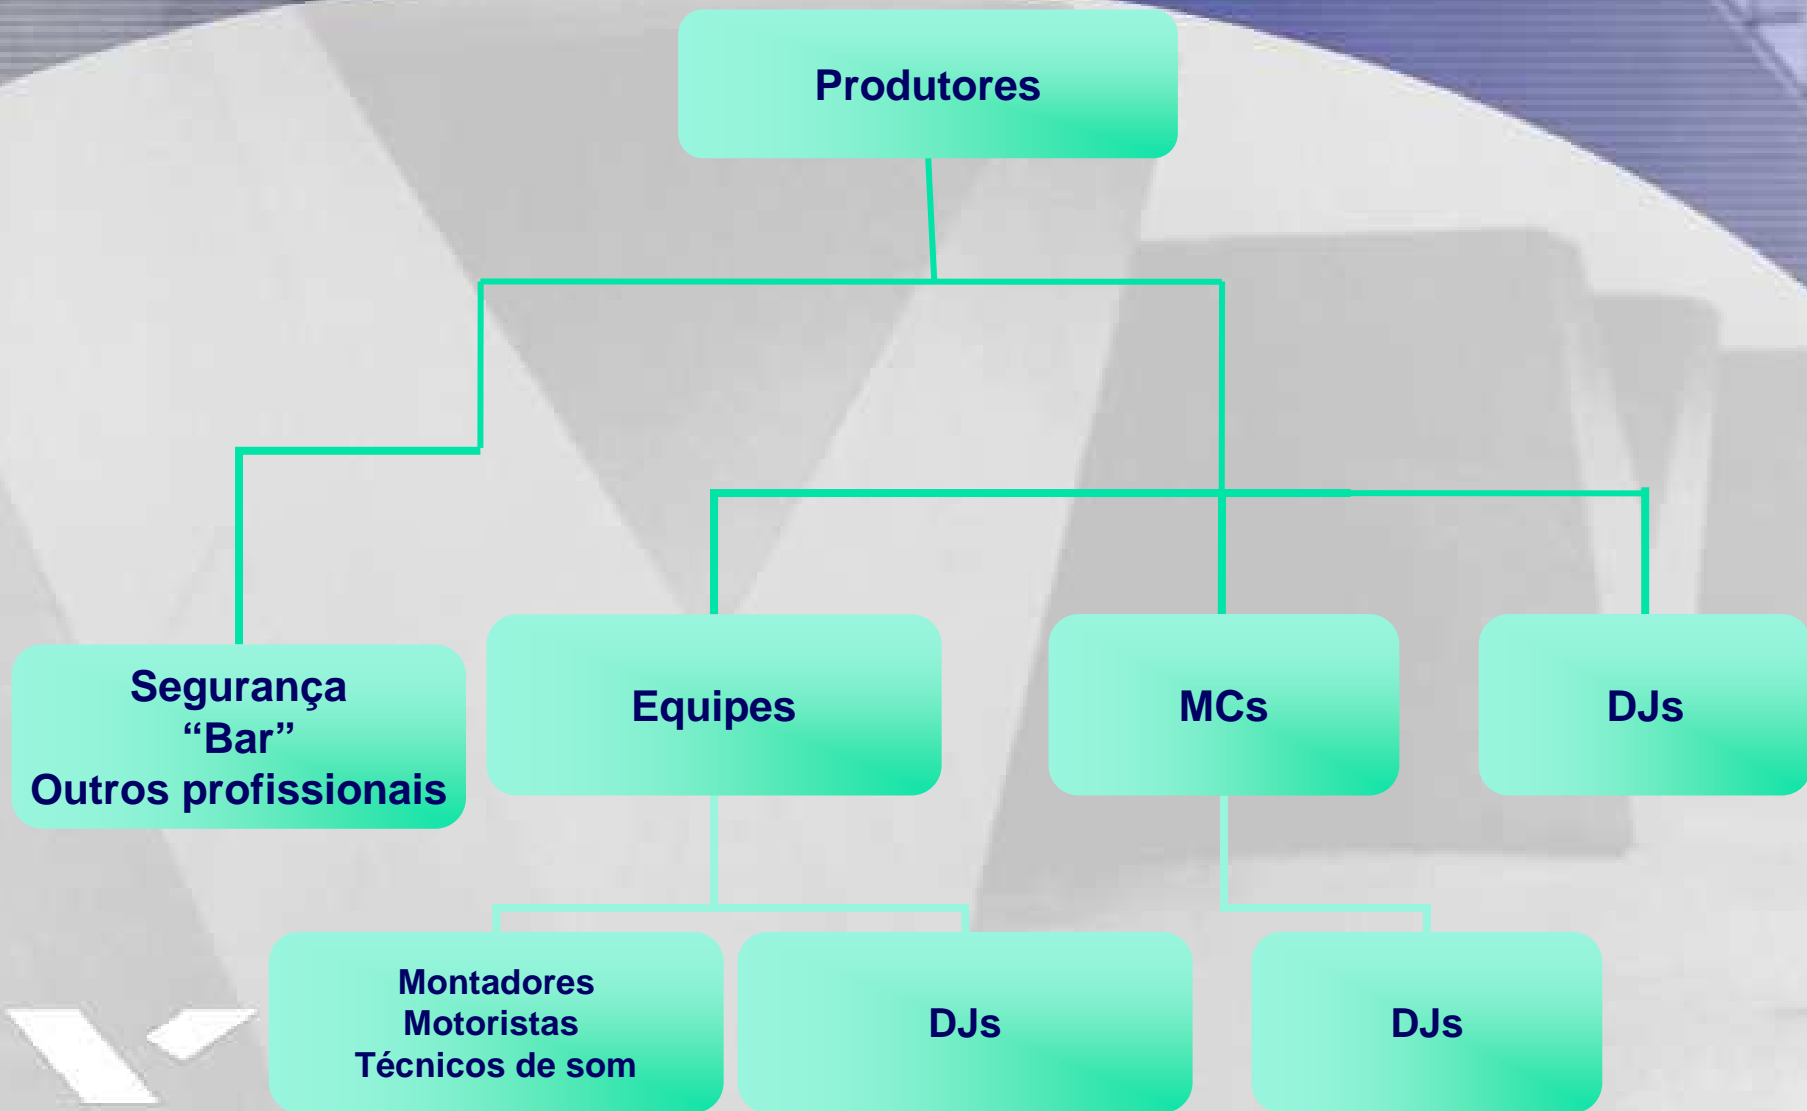 Produtores
Segurança
“Bar”
Outros profissionais
Equipes
MCs
DJs
Montadores
Motoristas
Técnicos de som
DJs
DJs